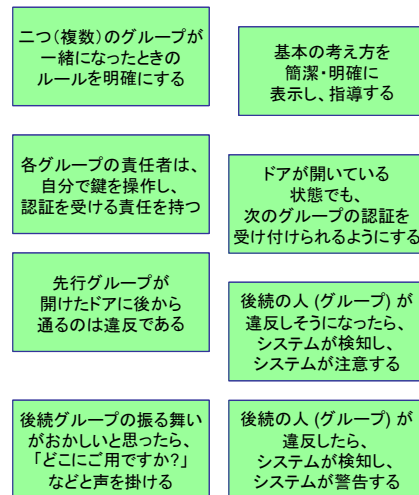 二つ（複数）のグループが
一緒になったときの
ルールを明確にする
基本の考え方を
簡潔・明確に
表示し、指導する
各グループの責任者は、
自分で鍵を操作し、
認証を受ける責任を持つ
ドアが開いている
状態でも、
次のグループの認証を
受け付けられるようにする
先行グループが
開けたドアに後から
通るのは違反である
後続の人 (グループ) が
違反しそうになったら、
システムが検知し、
システムが注意する
後続グループの振る舞い
がおかしいと思ったら、
「どこにご用ですか?」
などと声を掛ける
後続の人 (グループ) が
違反したら、
システムが検知し、
システムが警告する